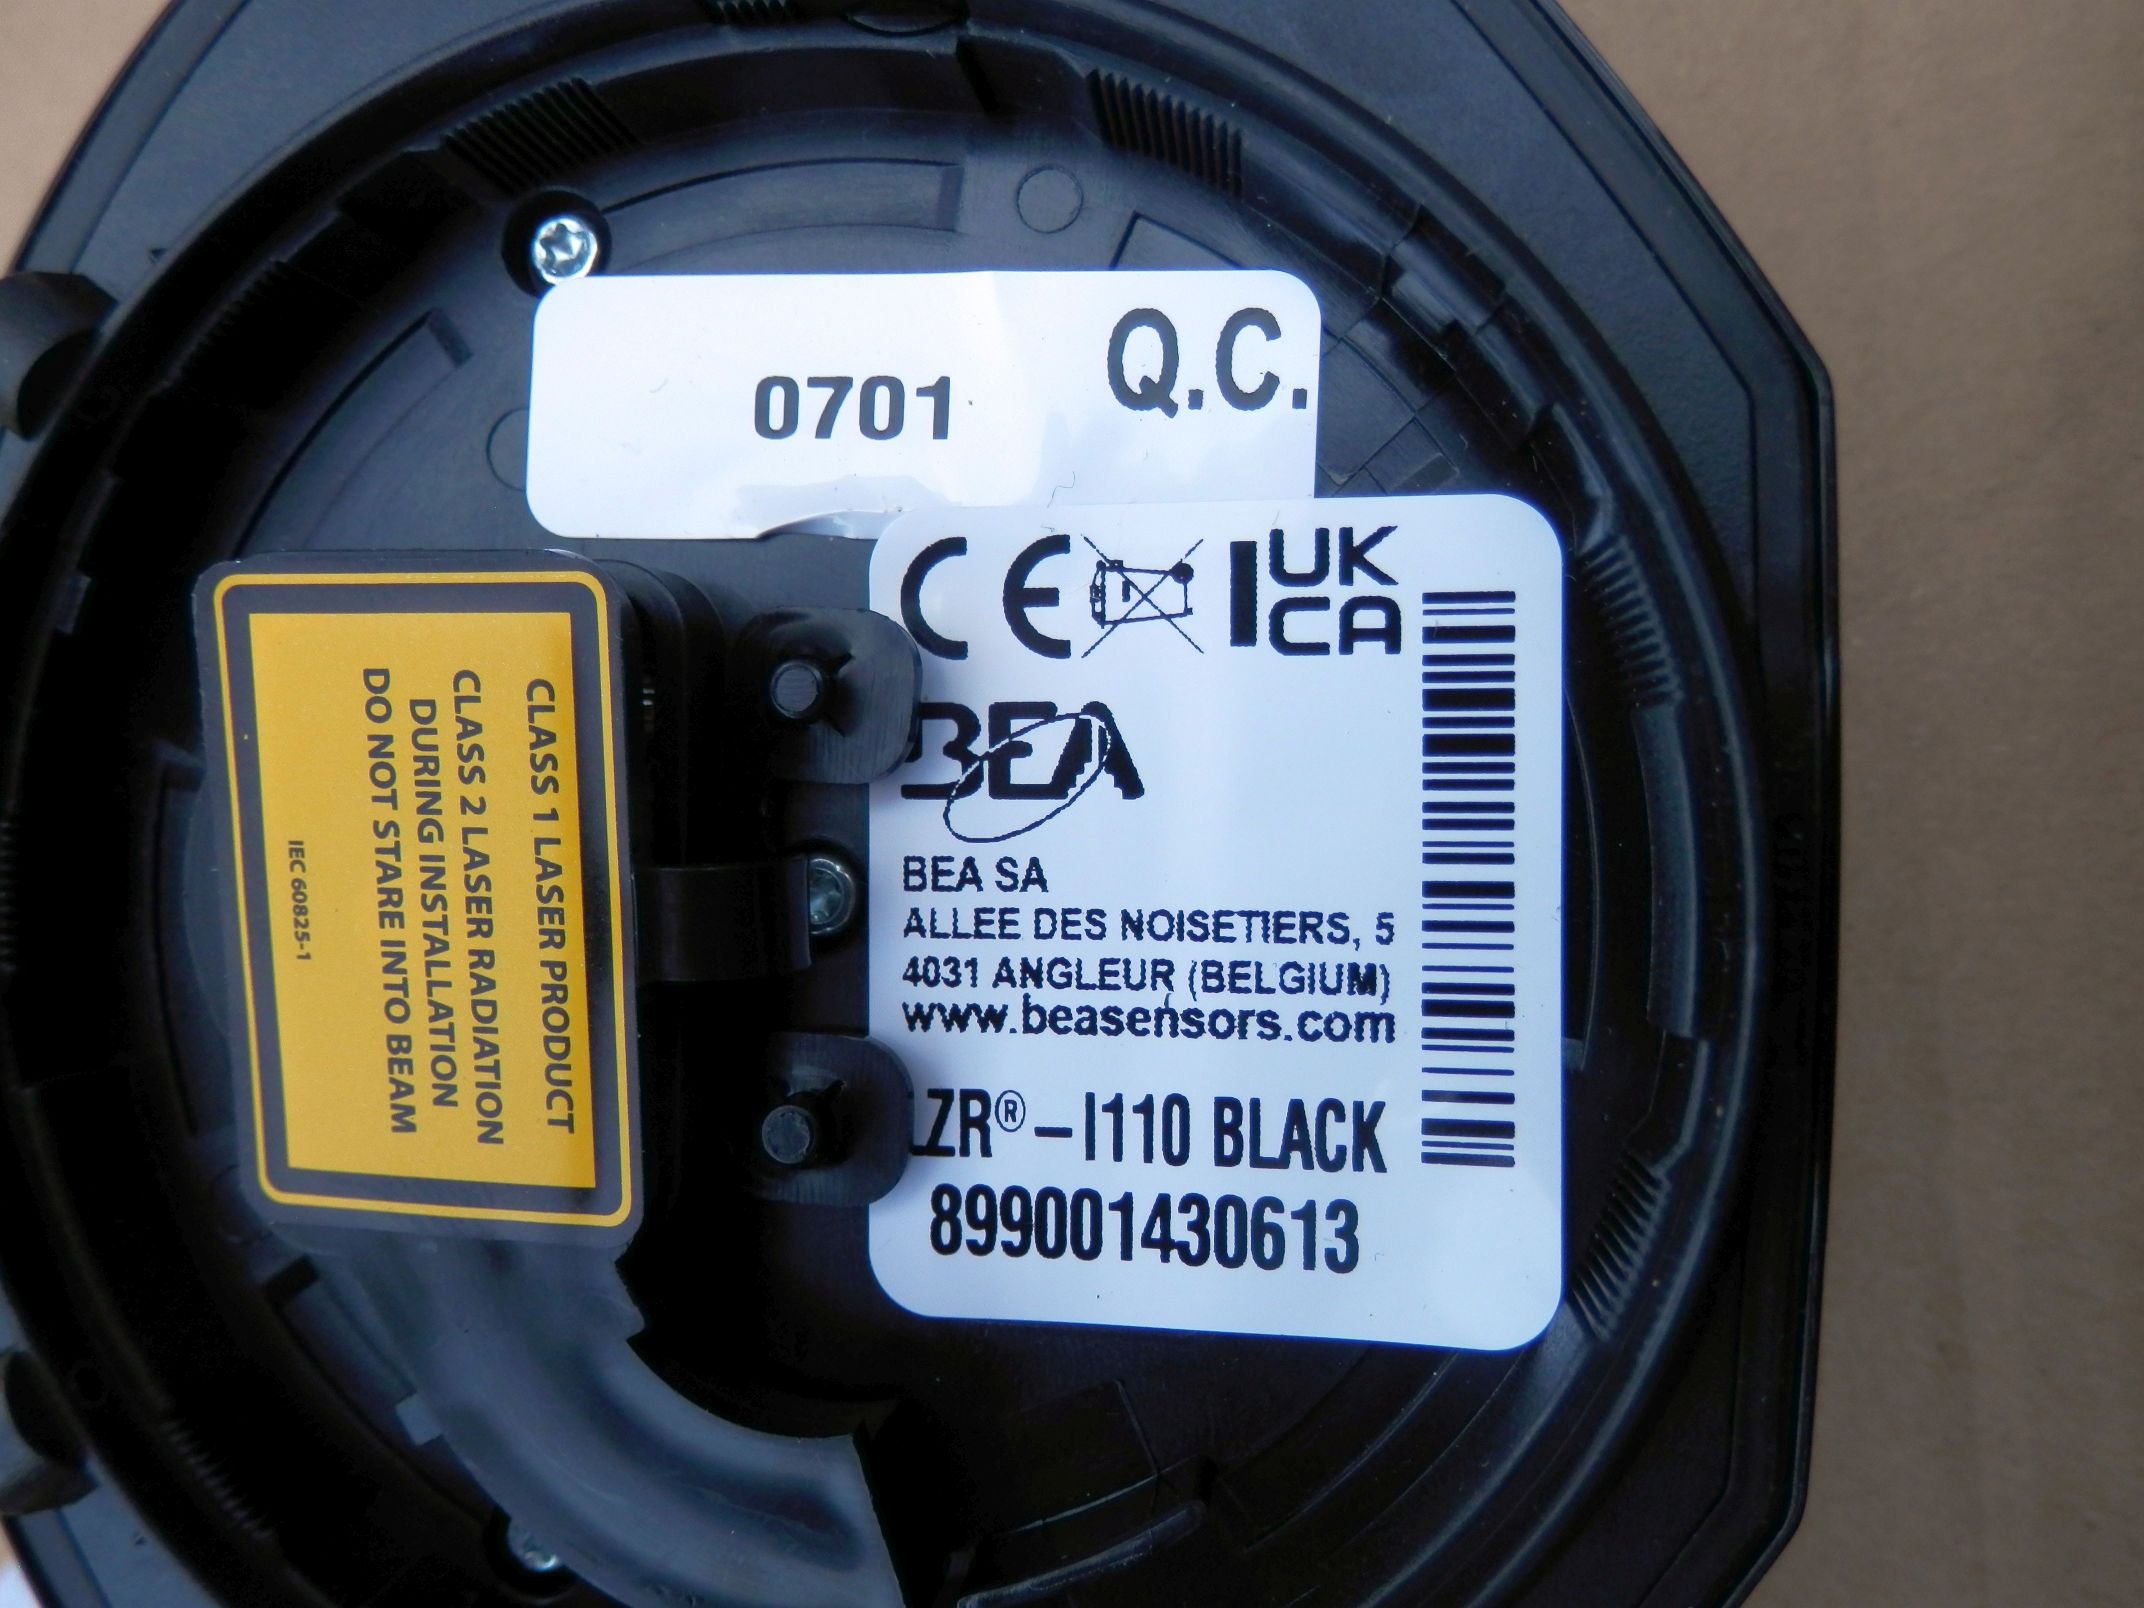 Q.C.
0701
CE
UK
CA
BEA
BEA SA
ALLEE DES NOISETIERS, 5
4031 ANGLEUR (BELGIUM)
www.beasensors.com
LZR®-I110 BLACK
899001430613
CLASS 1 LASER PRODUCT
CLASS 2 LASER RADIATION
DURING INSTALLATION
DO NOT STARE INTO BEAM
IEC 60825-1